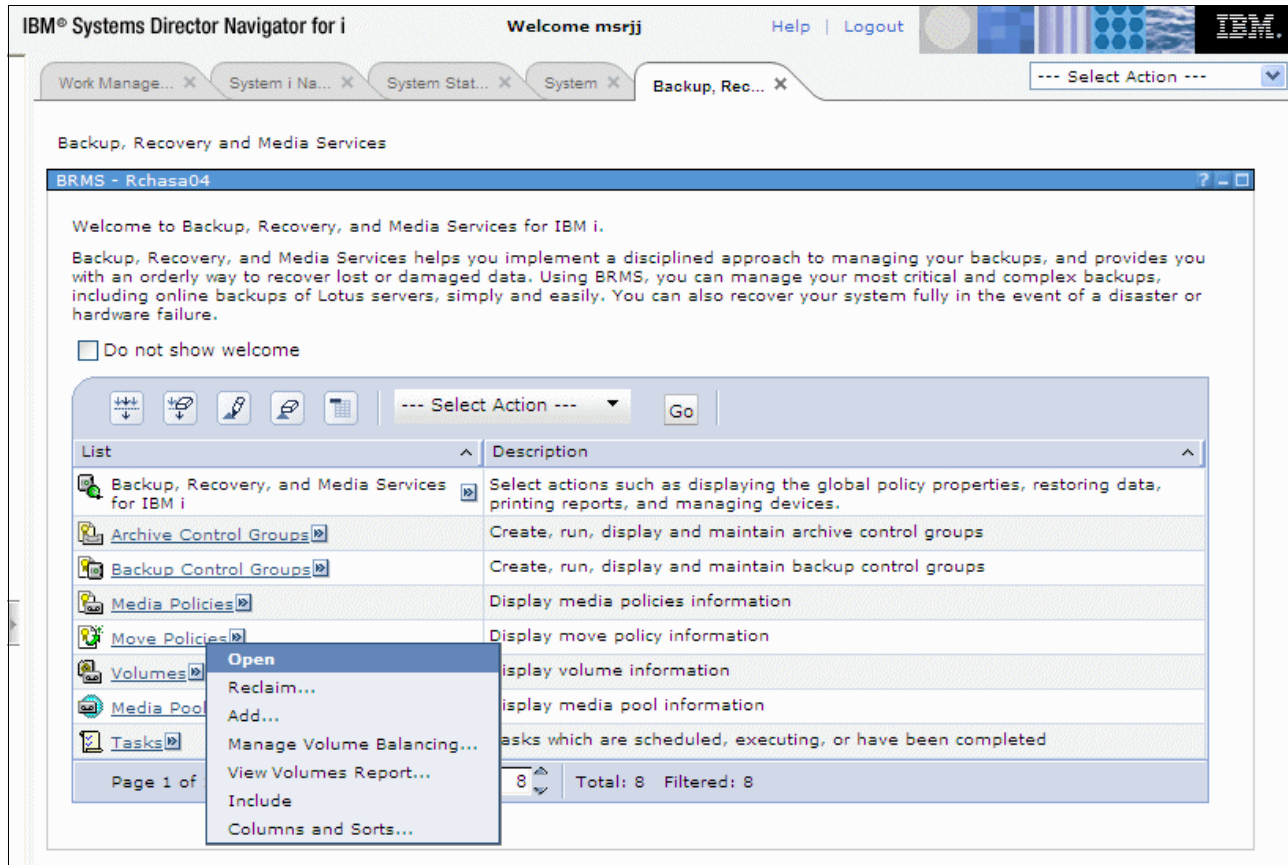 IBM® Systems Director Navigator for i
Welcome msrjj
Help | Logout
IBM.
Work Manage...
System i Na...
System Stat...
System
Backup, Rec...
--- Select Action ---
Backup, Recovery and Media Services
BRMS - Rchasa04
Welcome to Backup, Recovery, and Media Services for IBM i.
Backup, Recovery, and Media Services helps you implement a disciplined approach to managing your backups, and provides you
with an orderly way to recover lost or damaged data. Using BRMS, you can manage your most critical and complex backups,
including online backups of Lotus servers, simply and easily. You can also recover your system fully in the event of a disaster or
hardware failure.
Do not show welcome
--- Select Action ---
Go
List
Description
Backup, Recovery, and Media Services
for IBM i
Select actions such as displaying the global policy properties, restoring data,
printing reports, and managing devices.
Archive Control Groups
Create, run, display and maintain archive control groups
Backup Control Groups
Create, run, display and maintain backup control groups
Media Policies
Display media policies information
Move Policies
Display move policy information
Volumes
isplay volume information
Media Pool
isplay media pool information
Tasks
asks which are scheduled, executing, or have been completed
Open
Reclaim...
Add...
Manage Volume Balancing...
View Volumes Report...
Include
Columns and Sorts...
Page 1 of
8
Total: 8 Filtered: 8